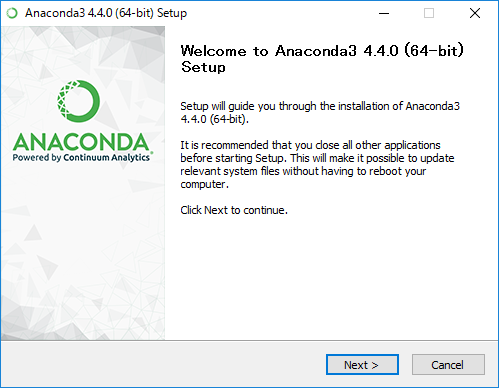 Anaconda3 4.4.0 (64-bit) Setup
Welcome to Anaconda3 4.4.0 (64-bit)
Setup
Setup will guide you through the installation of Anaconda3
4.4.0 (64-bit).
It is recommended that you close all other applications
before starting Setup. This will make it possible to update
relevant system files without having to reboot your
computer.
Click Next to continue.
ANACONDA®
Powered by Continuum Analytics®
Next >
Cancel